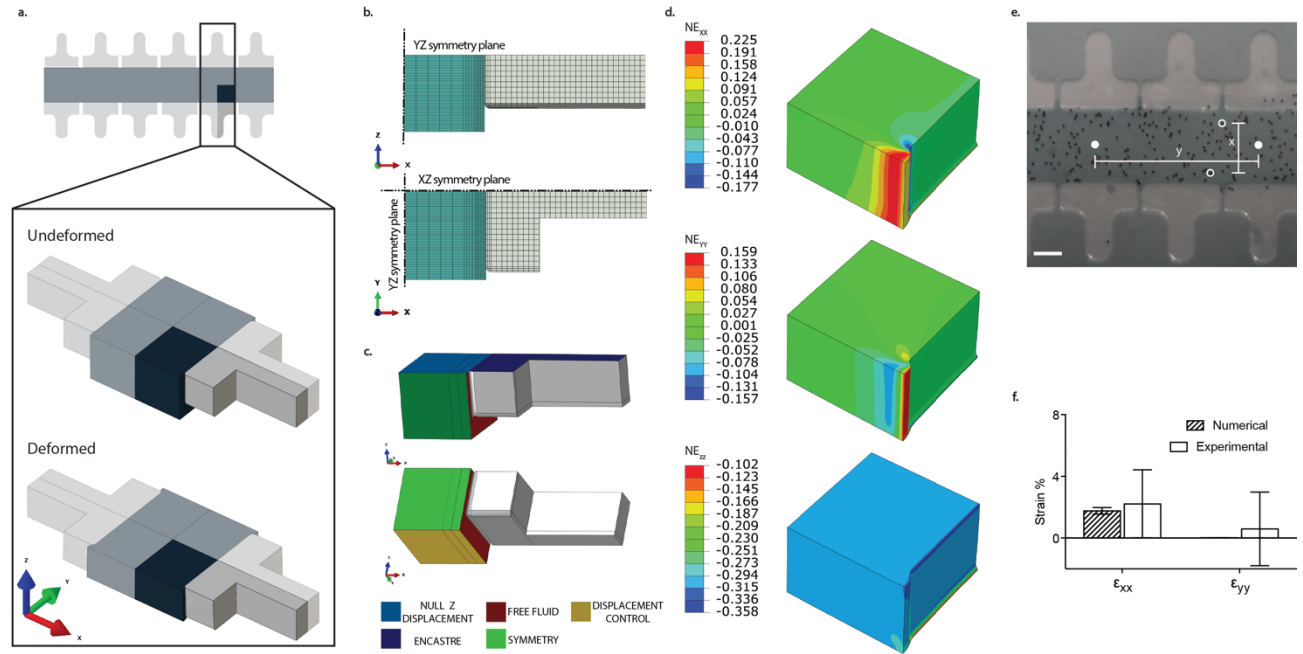 a.
Undeformed
Deformed
Z
Y
X
b.
YZ symmetry plane
Z
X
XZ symmetry plane
YZ symmetry plane
Y
X
c.
NULL Z
DISPLACEMENT
FREE FLUID
DISPLACEMENT
CONTROL
ENCASTRE
SYMMETRY
d.
NEXX
0.225
0.191
0.158
0.124
0.091
0.057
0.024
-0.010
-0.043
-0.077
-0.110
-0.144
-0.177
NEYY
0.159
0.133
0.106
0.080
0.054
0.027
0.001
-0.025
-0.052
-0.078
-0.104
-0.131
-0.157
NEzz
-0.102
-0.123
-0.145
-0.166
-0.187
-0.209
-0.230
-0.251
-0.273
-0.294
-0.315
-0.336
-0.358
e.
x
y
f.
Numerical
Experimental
Strain %
8
4
0
εxx
εyy